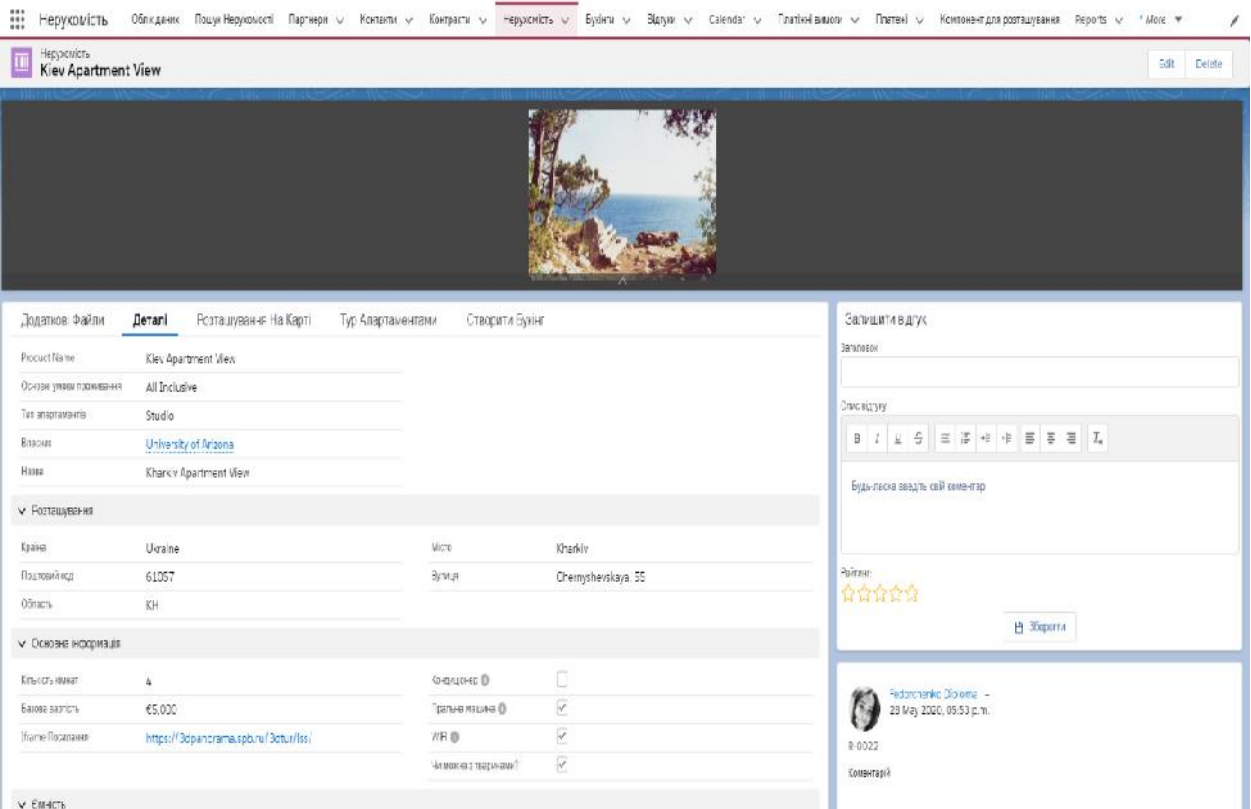 Нерухомість Облік даних Пошук Нерухомості Партнери Контакти Контракти Нерухомість Букінги Відгуки Calendar Платіжні вимоги Платежі Компонент для розташування Reports * More
Нерухомість
Kiev Apartment View
Edit Delete
Додаткові Файли Деталі Розташування На Карті Тур Апартаментами Створити Букінг
Product Name Kiev Apartment View
Основні умови проживання All Inclusive
Тип апартаментів Studio
Власник University of Arizona
Назва Kharkiv Apartment View
Розташування
Країна Ukraine Місто Kharkiv
Поштовий код 61057 Вулиця Chernyshevskaya, 55
Область KH
Основна інформація
Кількість кімнат 4 Кондиціонер
Базова вартість €5,000 Пральна машина
Iframe Посилання https://3dpanorama.spb.ru/3dtur/lss/ WiFi
Чи можна з тваринами?
Ємність
Залишити відгук
Заголовок
Опис відгуку
B I U S
Будь-ласка введіть свій коментар
Рейтинг:
Зберегти
Fedorchenko Diploma –
28 May 2020, 05:53 p.m.
R-0022
Коментарій